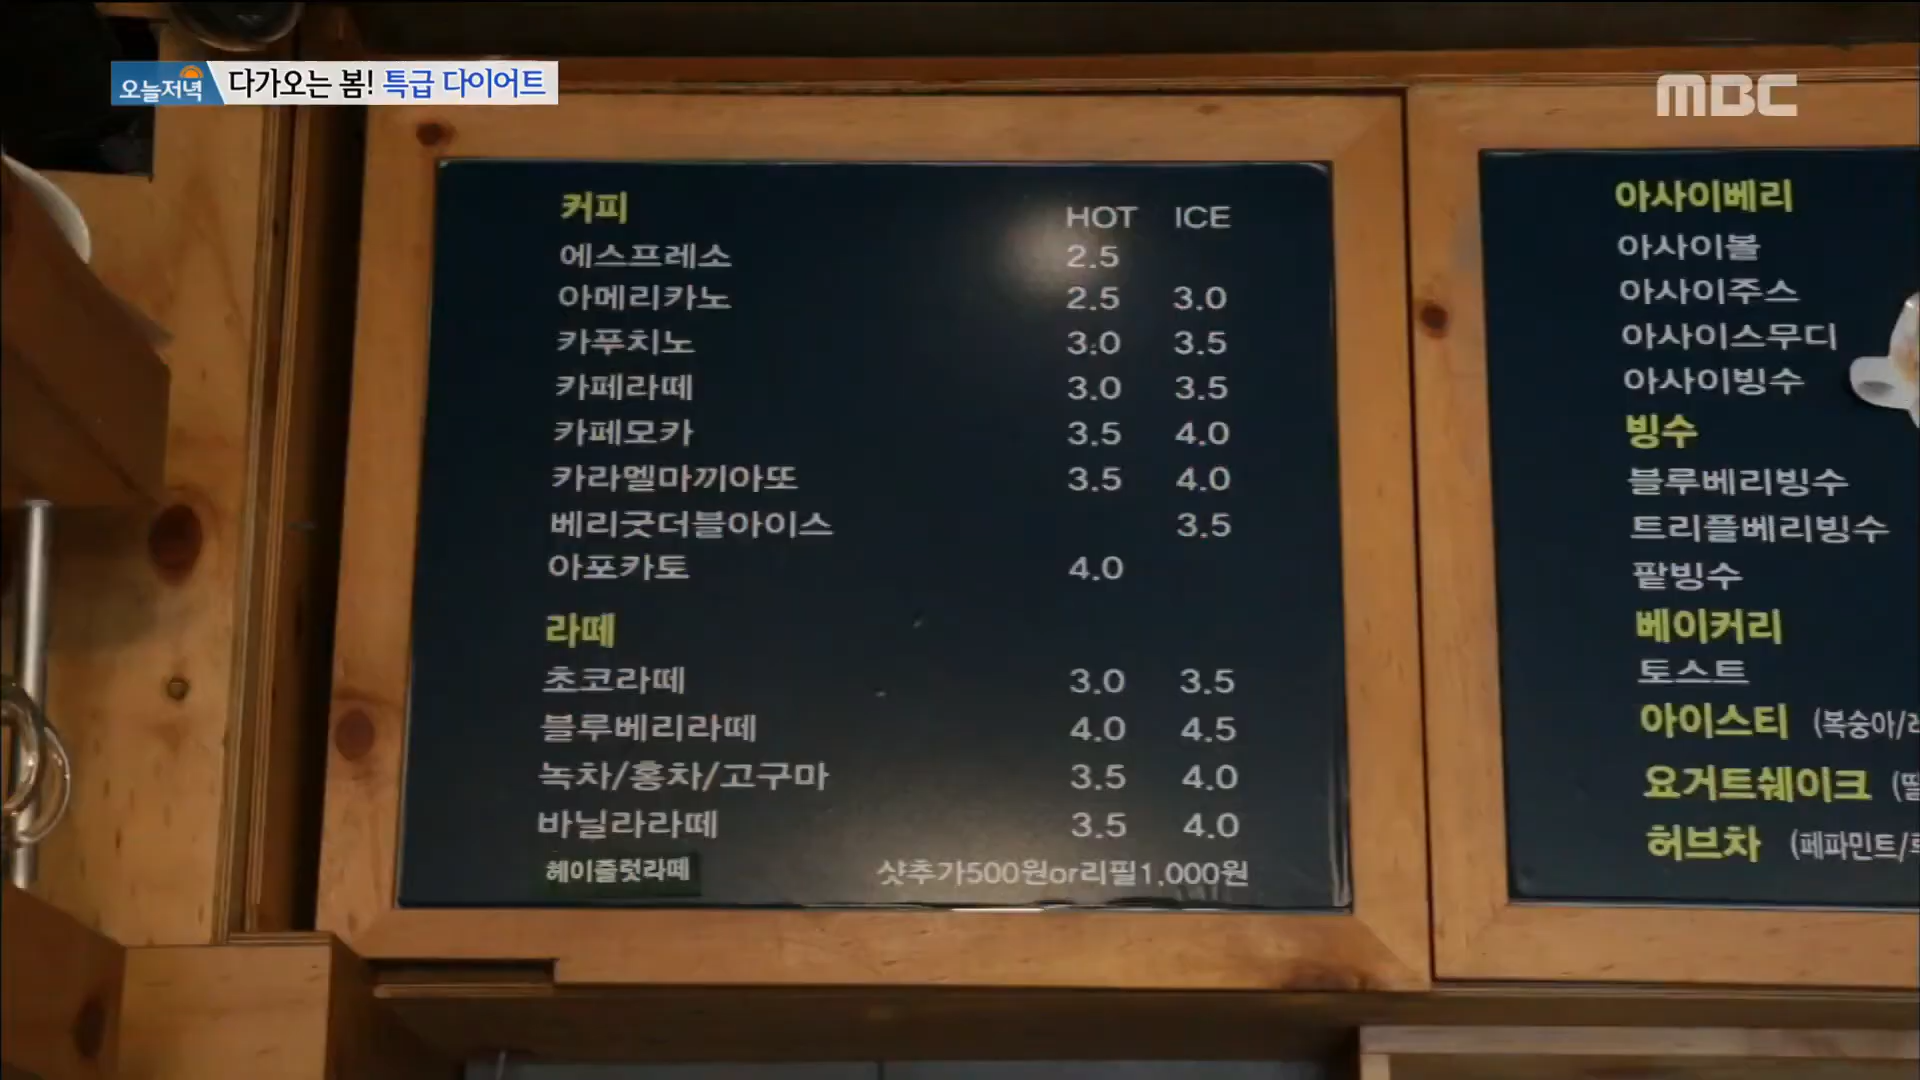 오늘저녁 다가오는 봄! 특급 다이어트
MBC
커피 HOT ICE
에스프레소 2.5
아메리카노 2.5 3.0
카푸치노 3.0 3.5
카페라떼 3.0 3.5
카페모카 3.5 4.0
카라멜마끼아또 3.5 4.0
베리굿더블아이스 3.5
아포카토 4.0
라떼
초코라떼 3.0 3.5
블루베리라떼 4.0 4.5
녹차/홍차/고구마 3.5 4.0
바닐라라떼 3.5 4.0
헤이즐럿라떼 샷추가500원or리필1,000원
아사이베리
아사이볼
아사이주스
아사이스무디
아사이빙수
빙수
블루베리빙수
트리플베리빙수
팥빙수
베이커리
토스트
아이스티 (복숭아/
요거트쉐이크
허브차 (페파민트/